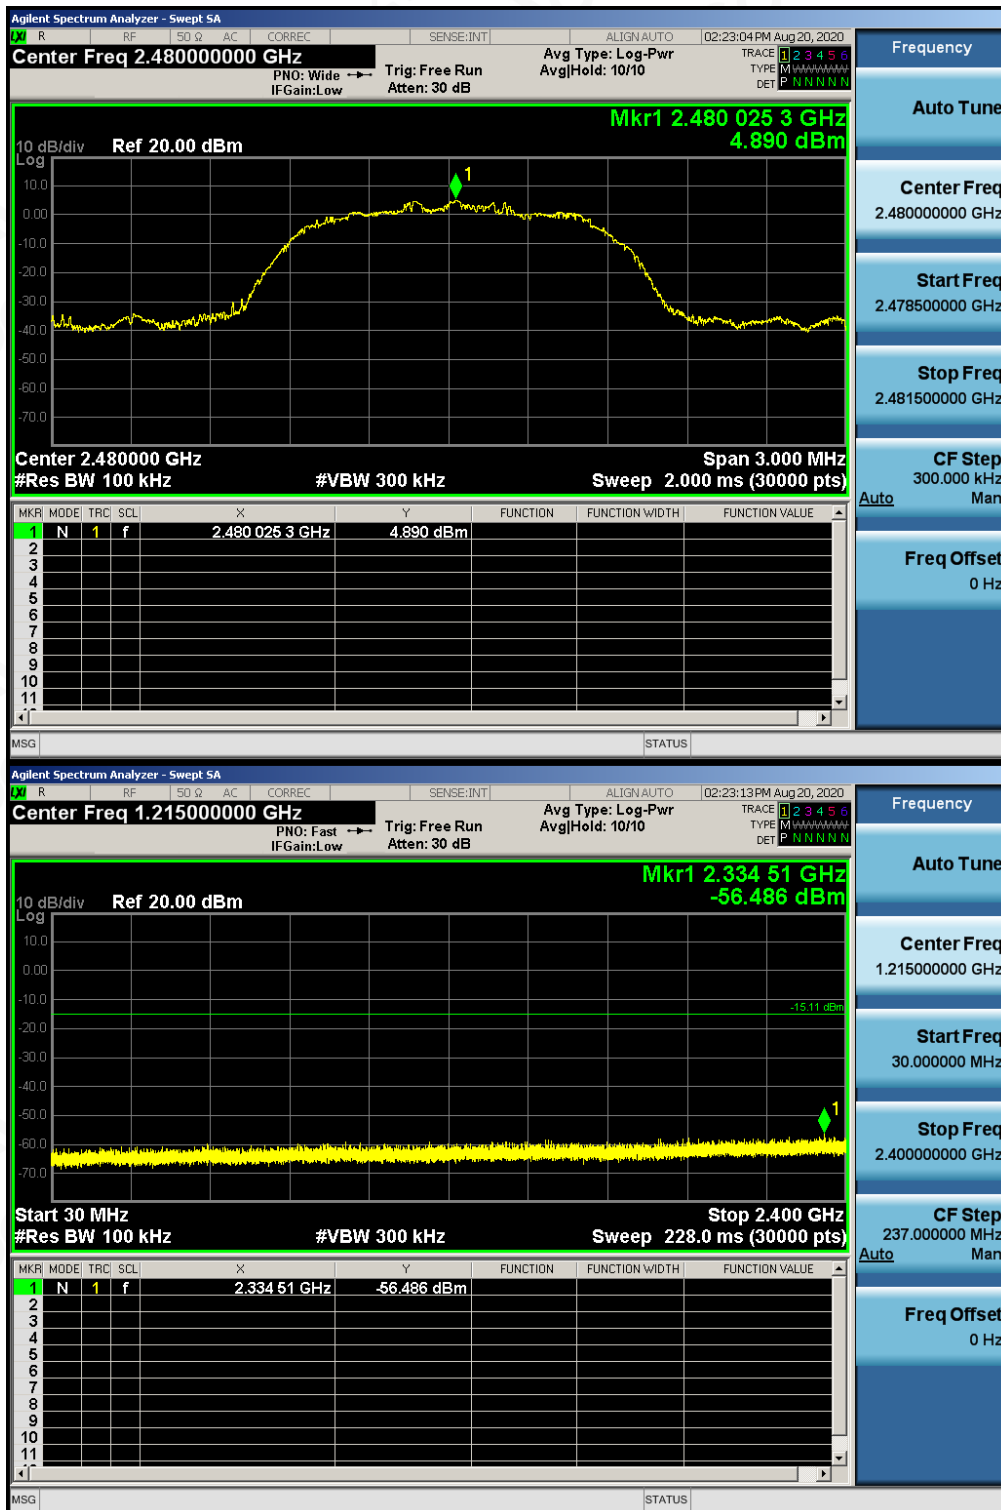 Agilent Spectrum Analyzer - Swept SA
LXI R RF 50 Ω AC CORREC SENSE:INT ALIGN AUTO 02:23:04 PM Aug 20, 2020
Center Freq 2.480000000 GHz
PNO: Wide
IFGain:Low
Trig: Free Run
Atten: 30 dB
Avg Type: Log-Pwr
Avg|Hold: 10/10
TRACE 1 2 3 4 5 6
TYPE M WWWWW
DET P N N N N N
Mkr1 2.480 025 3 GHz
4.890 dBm
10 dB/div Ref 20.00 dBm
Log
10.0
0.00
-10.0
-20.0
-30.0
-40.0
-50.0
-60.0
-70.0
1
Center 2.480000 GHz Span 3.000 MHz
#Res BW 100 kHz #VBW 300 kHz Sweep 2.000 ms (30000 pts)
MKR MODE TRC SCL X Y FUNCTION FUNCTION WIDTH FUNCTION VALUE
1 N 1 f 2.480 025 3 GHz 4.890 dBm
2
3
4
5
6
7
8
9
10
11
MSG STATUS
Frequency
Auto Tune
Center Freq
2.480000000 GHz
Start Freq
2.478500000 GHz
Stop Freq
2.481500000 GHz
CF Step
300.000 kHz
Auto Man
Freq Offset
0 Hz
Agilent Spectrum Analyzer - Swept SA
LXI R RF 50 Ω AC CORREC SENSE:INT ALIGN AUTO 02:23:13 PM Aug 20, 2020
Center Freq 1.215000000 GHz
PNO: Fast
IFGain:Low
Trig: Free Run
Atten: 30 dB
Avg Type: Log-Pwr
Avg|Hold: 10/10
TRACE 1 2 3 4 5 6
TYPE M WWWWW
DET P N N N N N
Mkr1 2.334 51 GHz
-56.486 dBm
10 dB/div Ref 20.00 dBm
Log
10.0
0.00
-10.0
-20.0
-30.0
-40.0
-50.0
-60.0
-70.0
-15.11 dBm
1
Start 30 MHz Stop 2.400 GHz
#Res BW 100 kHz #VBW 300 kHz Sweep 228.0 ms (30000 pts)
MKR MODE TRC SCL X Y FUNCTION FUNCTION WIDTH FUNCTION VALUE
1 N 1 f 2.334 51 GHz -56.486 dBm
2
3
4
5
6
7
8
9
10
11
MSG STATUS
Frequency
Auto Tune
Center Freq
1.215000000 GHz
Start Freq
30.000000 MHz
Stop Freq
2.400000000 GHz
CF Step
237.000000 MHz
Auto Man
Freq Offset
0 Hz